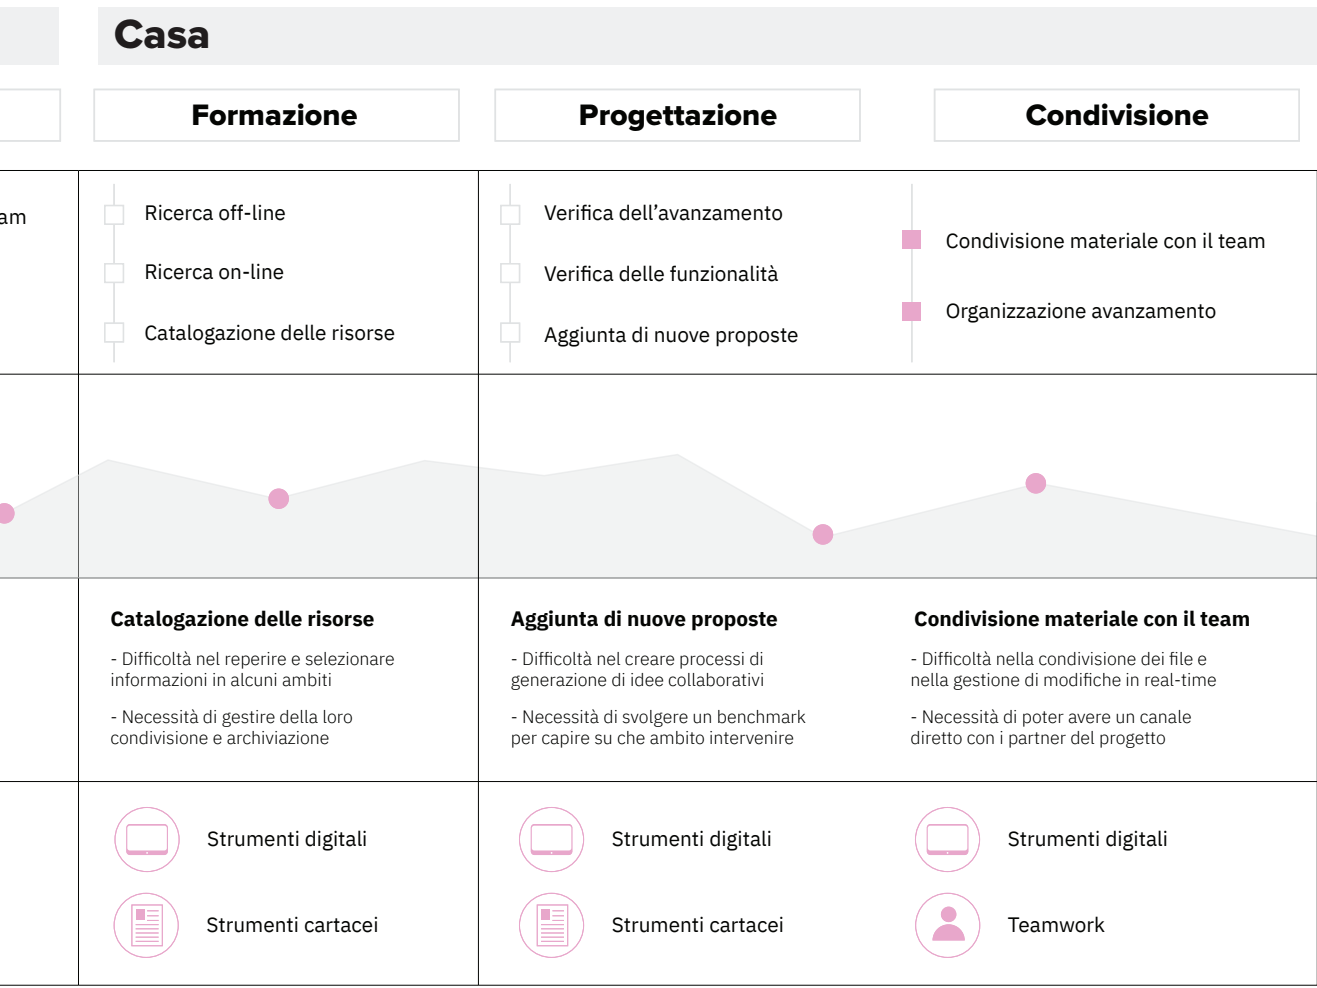 Casa
Formazione
Progettazione
Condivisione
am
Ricerca off-line
Ricerca on-line
Catalogazione delle risorse
Verifica dell’avanzamento
Verifica delle funzionalità
Aggiunta di nuove proposte
Condivisione materiale con il team
Organizzazione avanzamento
Catalogazione delle risorse
- Difficoltà nel reperire e selezionare
informazioni in alcuni ambiti
- Necessità di gestire della loro
condivisione e archiviazione
Aggiunta di nuove proposte
- Difficoltà nel creare processi di
generazione di idee collaborativi
- Necessità di svolgere un benchmark
per capire su che ambito intervenire
Condivisione materiale con il team
- Difficoltà nella condivisione dei file e
nella gestione di modifiche in real-time
- Necessità di poter avere un canale
diretto con i partner del progetto
Strumenti digitali
Strumenti cartacei
Strumenti digitali
Strumenti cartacei
Strumenti digitali
Teamwork